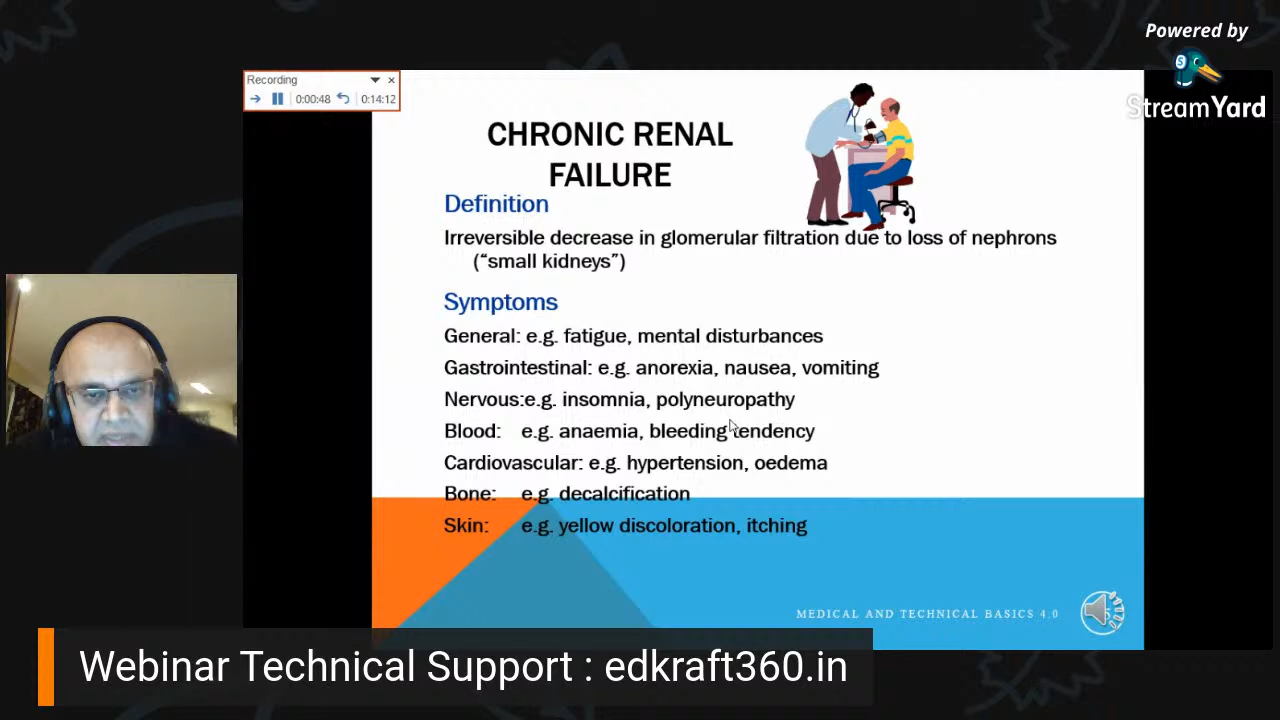 Powered by
StreamYard
Recording
0:00:48 0:14:12
CHRONIC RENAL
FAILURE
Definition
Irreversible decrease in glomerular filtration due to loss of nephrons
(“small kidneys”)
Symptoms
General: e.g. fatigue, mental disturbances
Gastrointestinal: e.g. anorexia, nausea, vomiting
Nervous:e.g. insomnia, polyneuropathy
Blood: e.g. anaemia, bleeding tendency
Cardiovascular: e.g. hypertension, oedema
Bone: e.g. decalcification
Skin: e.g. yellow discoloration, itching
MEDICAL AND TECHNICAL BASICS 4.0
Webinar Technical Support : edkraft360.in